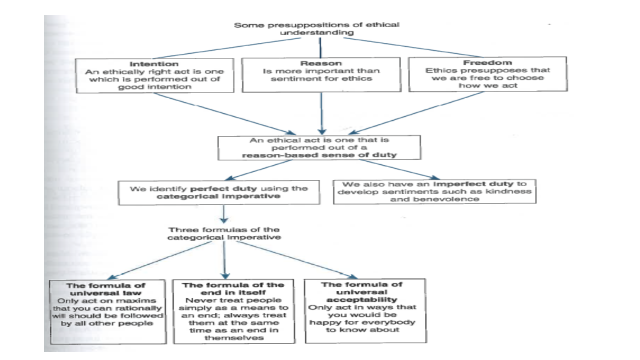 Some presuppositions of ethical
understanding
Intention
An ethically right act is one
which is performed out of
good intention
Reason
Is more important than
sentiment for ethics
Freedom
Ethics presupposes that
we are free to choose
how we act
An ethical act is one that is
performed out of a
reason-based sense of duty
We identify perfect duty using the
categorical imperative
We also have an imperfect duty to
develop sentiments such as kindness
and benevolence
Three formulas of the
categorical imperative
The formula of
universal law
Only act on maxims
that you can rationally
will should be followed
by all other people
The formula of the
end in itself
Never treat people
simply as a means to
an end; always treat
them at the same
time as an end in
themselves
The formula of
universal
acceptability
Only act in ways that
you would be
happy for everybody
to know about